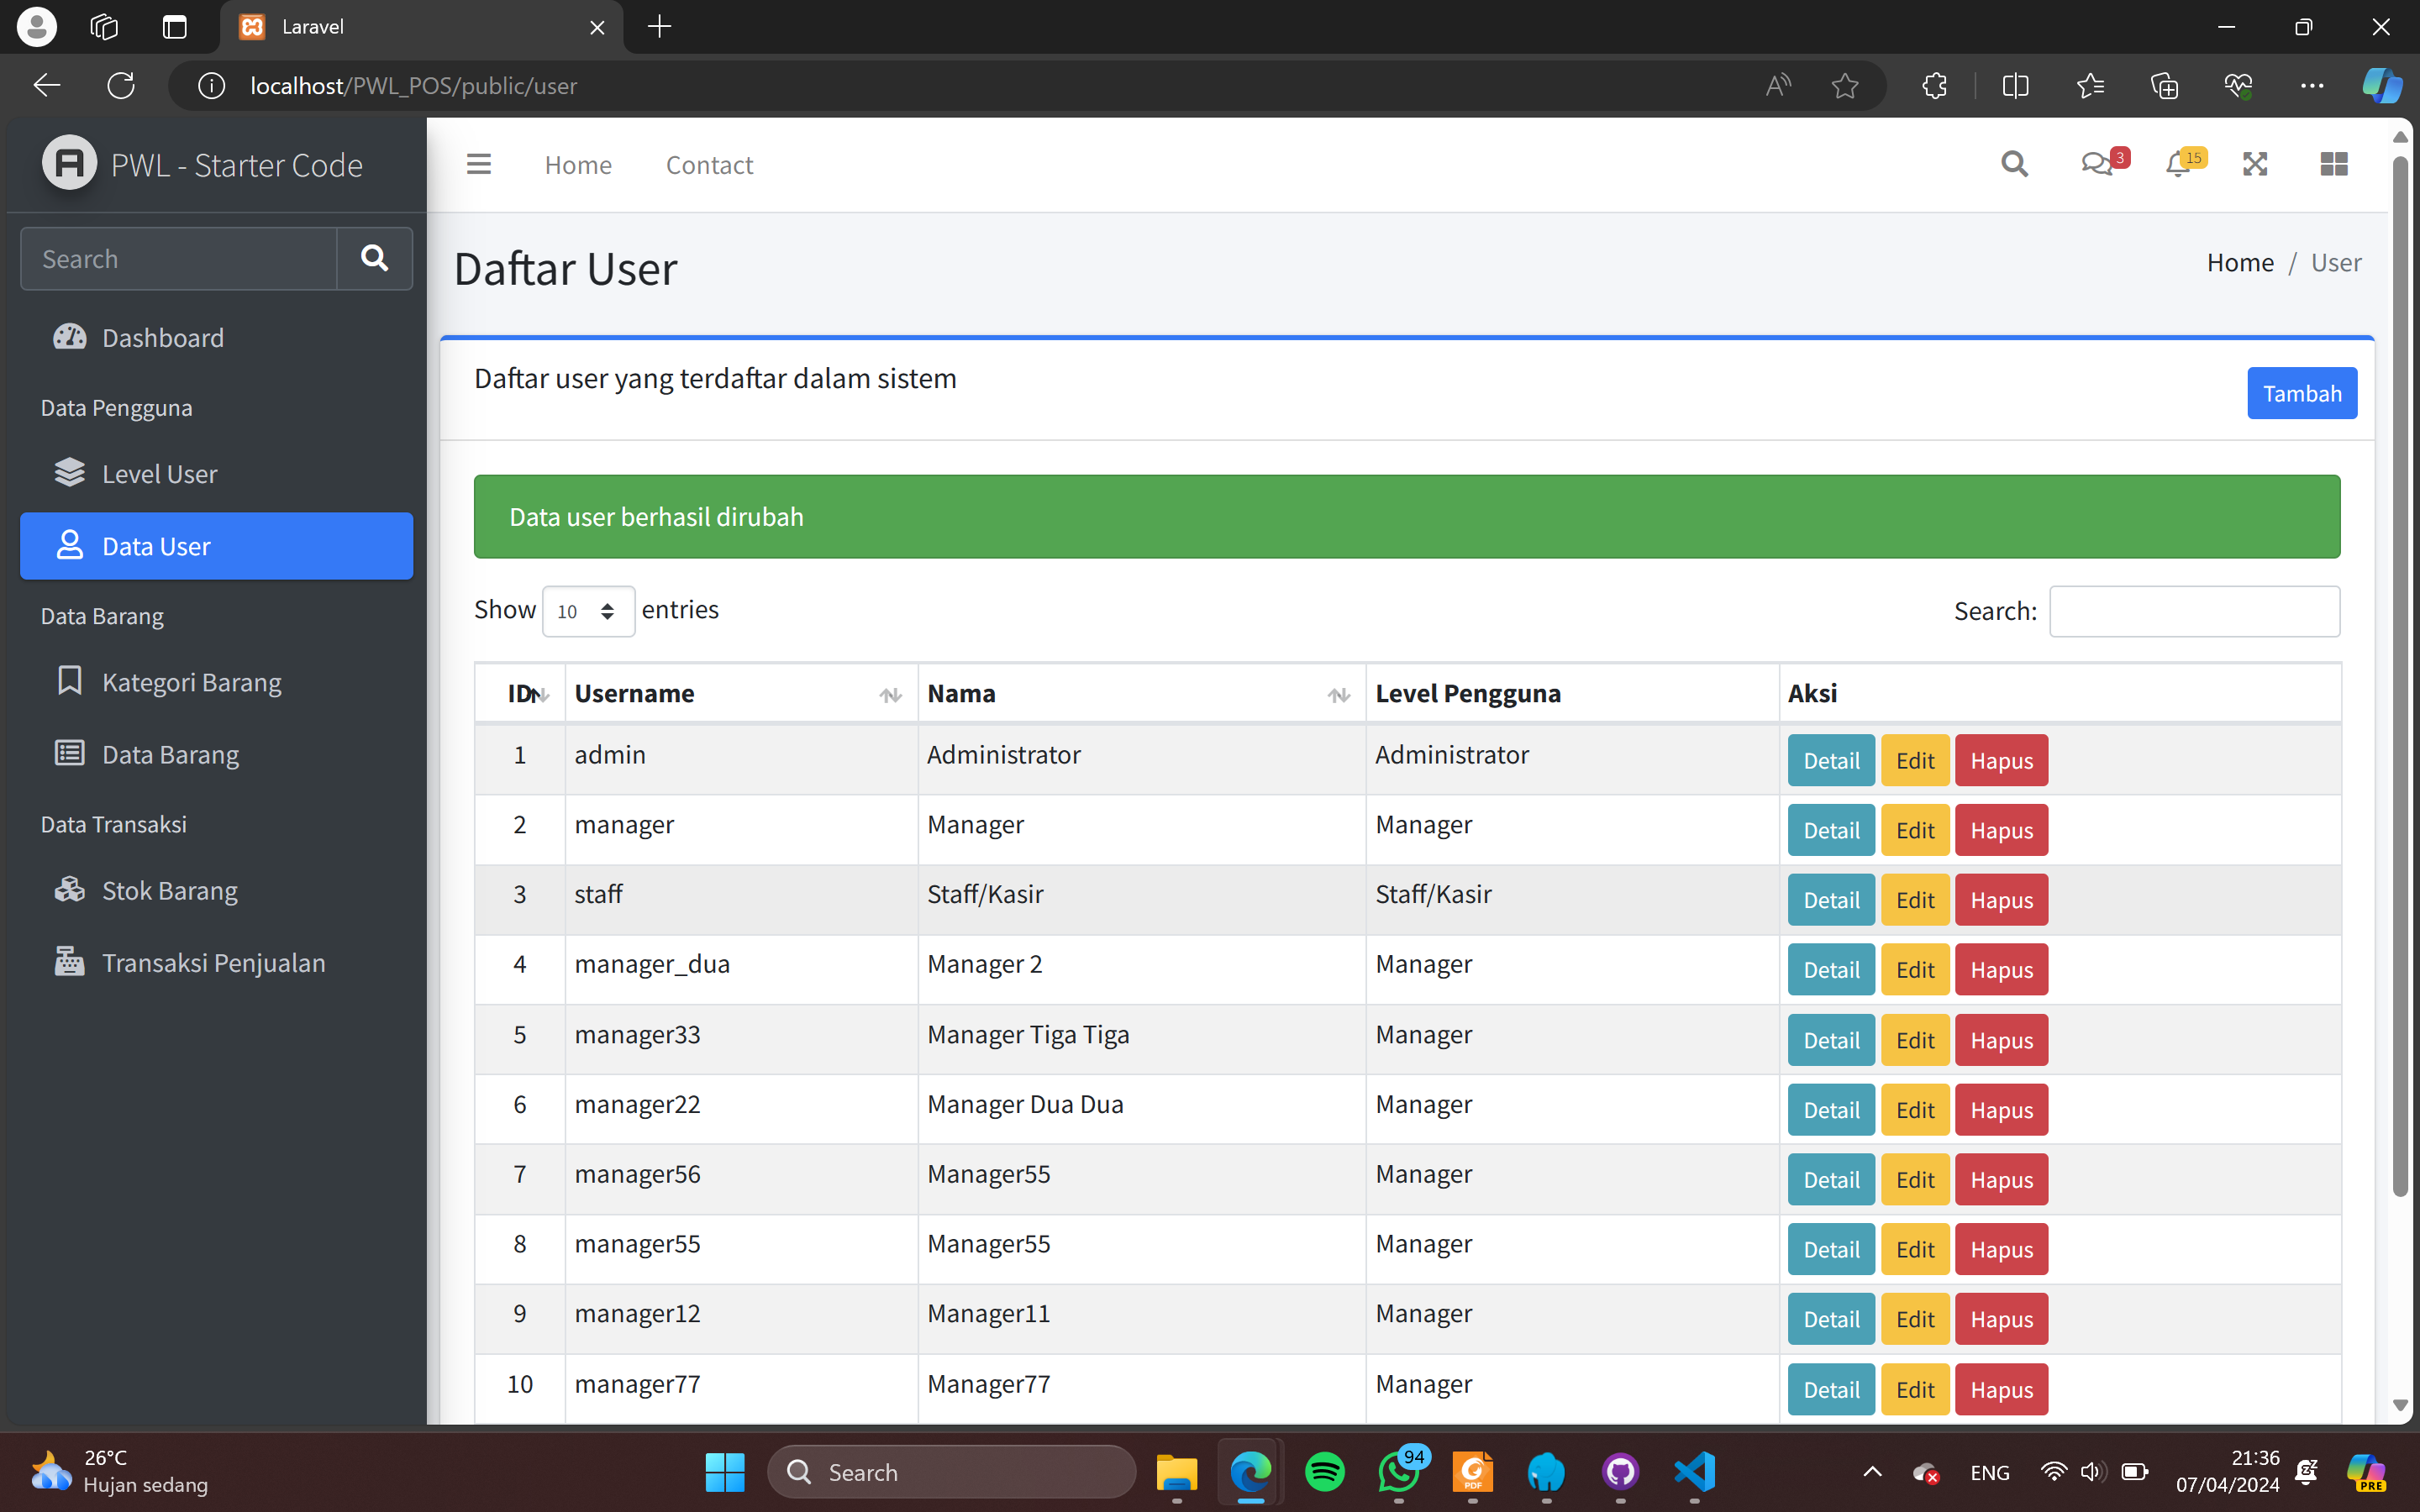 Laravel
localhost/PWL_POS/public/user
PWL - Starter Code
Home Contact
3
15
Search
Daftar User
Home / User
Dashboard
Data Pengguna
Level User
Data User
Data Barang
Kategori Barang
Data Barang
Data Transaksi
Stok Barang
Transaksi Penjualan
Daftar user yang terdaftar dalam sistem
Tambah
Data user berhasil dirubah
Show 10 entries
Search:
ID Username Nama Level Pengguna Aksi
1 admin Administrator Administrator Detail Edit Hapus
2 manager Manager Manager Detail Edit Hapus
3 staff Staff/Kasir Staff/Kasir Detail Edit Hapus
4 manager_dua Manager 2 Manager Detail Edit Hapus
5 manager33 Manager Tiga Tiga Manager Detail Edit Hapus
6 manager22 Manager Dua Dua Manager Detail Edit Hapus
7 manager56 Manager55 Manager Detail Edit Hapus
8 manager55 Manager55 Manager Detail Edit Hapus
9 manager12 Manager11 Manager Detail Edit Hapus
10 manager77 Manager77 Manager Detail Edit Hapus
26°C
Hujan sedang
Search
94
PDF
ENG
21:36
07/04/2024
PRE